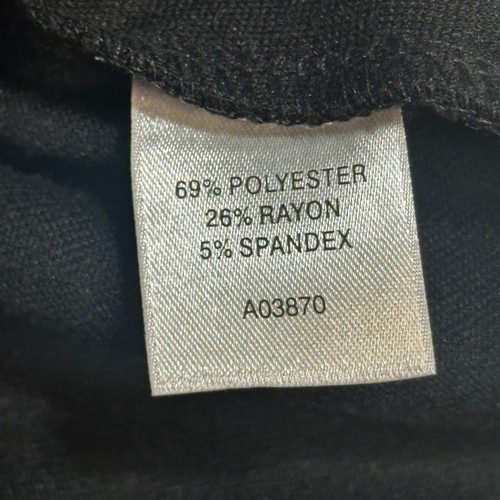 69% POLYESTER
26% RAYON
5% SPANDEX
A03870